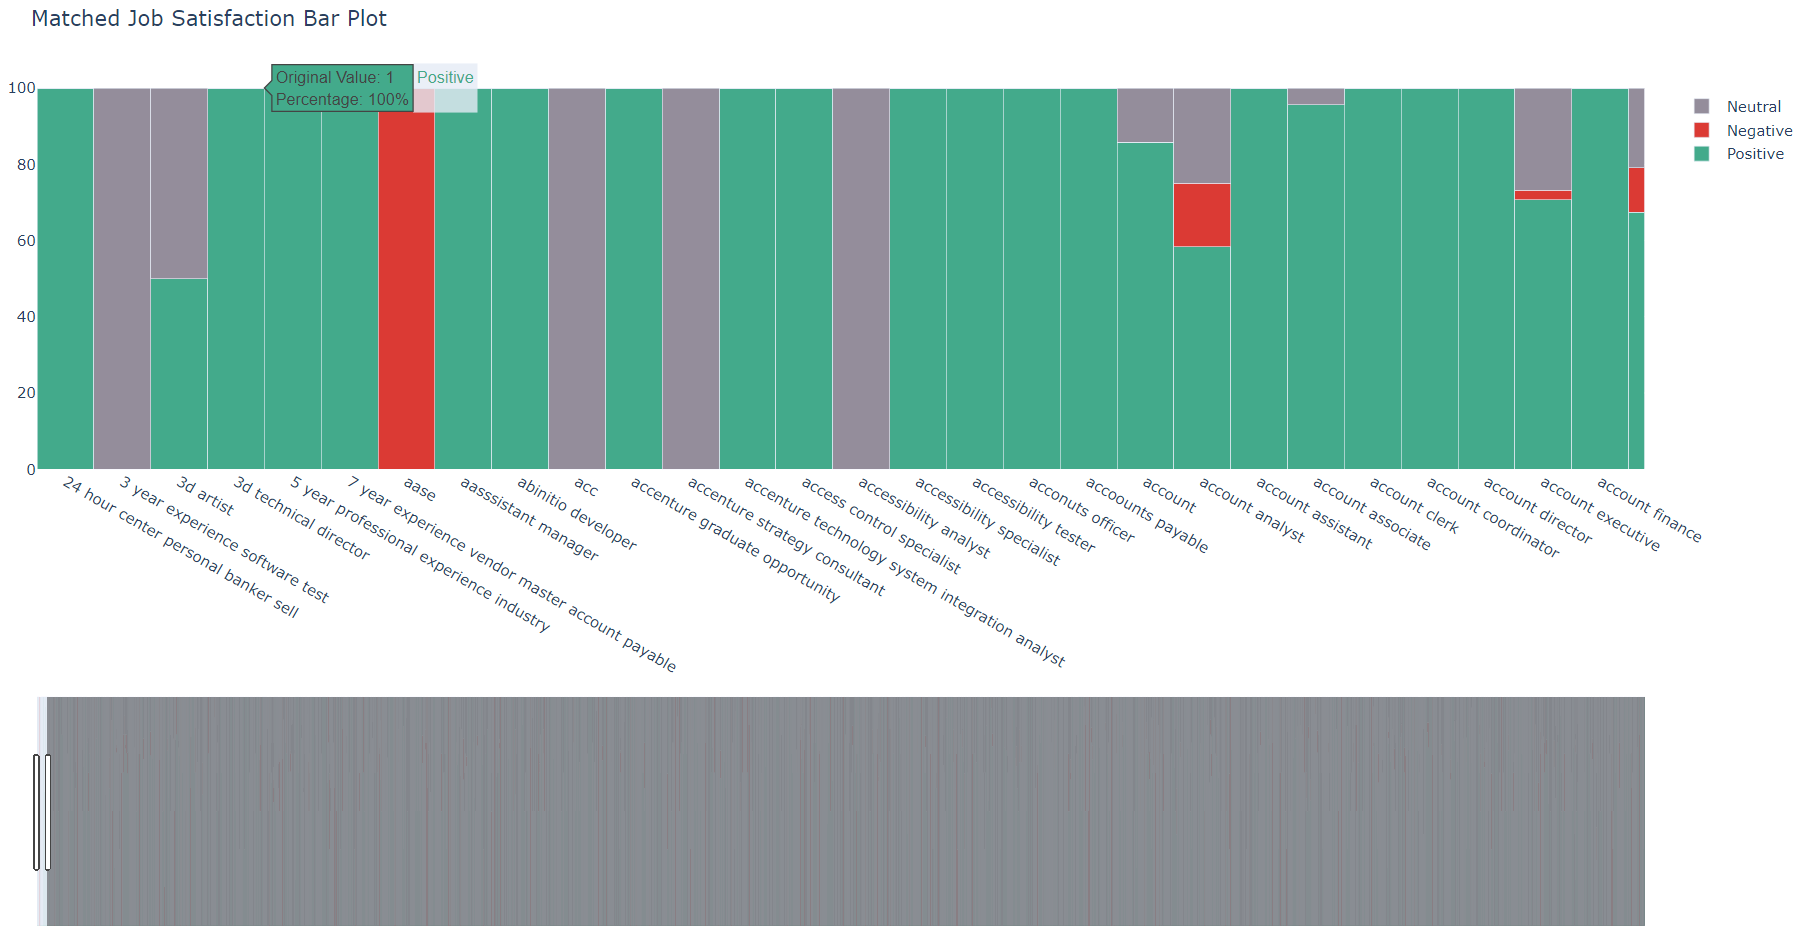 Matched Job Satisfaction Bar Plot
Original Value: 1
Percentage: 100%
Positive
100
80
60
40
20
0
Neutral
Negative
Positive
24 hour center personal banker sell
3 year experience software test
3d artist
3d technical director
5 year professional experience industry
7 year experience vendor master account payable
aase
aasssistant manager
abinitio developer
acc
accenture graduate opportunity
accenture strategy consultant
accenture technology system integration analyst
access control specialist
accessibility analyst
accessibility specialist
accessibility tester
acconuts officer
accoounts payable
account
account analyst
account assistant
account associate
account clerk
account coordinator
account director
account executive
account finance